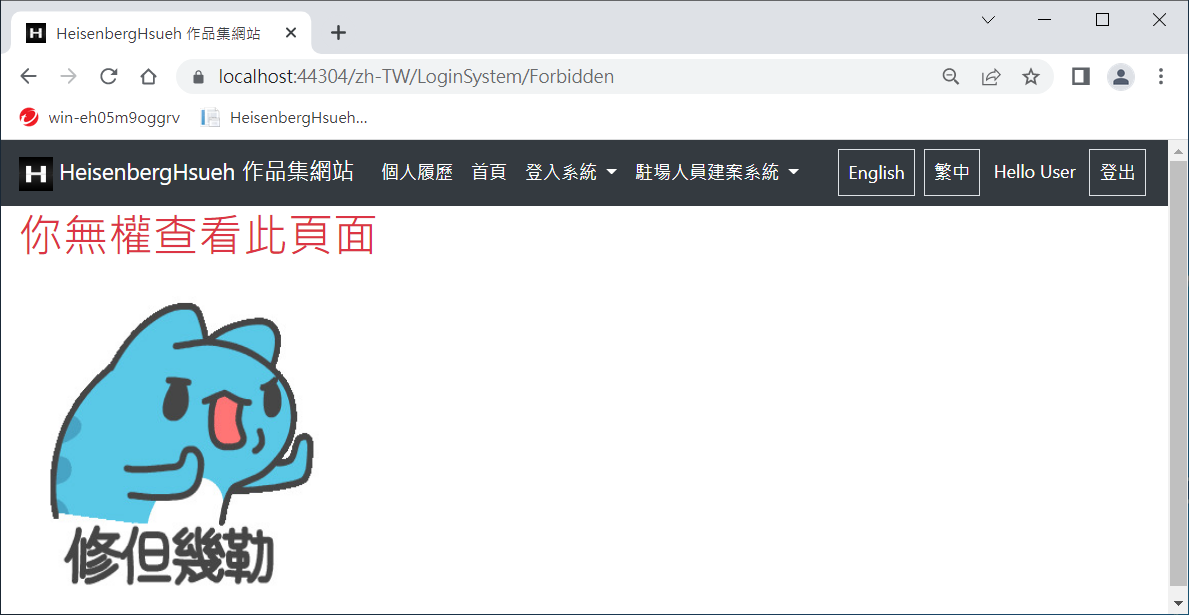 HeisenbergHsueh 作品集網站
localhost:44304/zh-TW/LoginSystem/Forbidden
win-eh05m9oggrv HeisenbergHsueh...
H HeisenbergHsueh 作品集網站 個人履歷 首頁 登入系統 駐場人員建案系統 English 繁中 Hello User 登出
你無權查看此頁面
修但幾勒